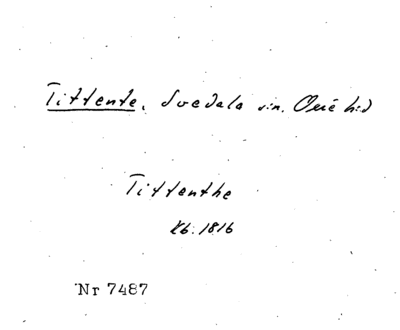 Tittente, Svedala sn. Oxie hd
Tittenthe
kb. 1816
Nr 7487